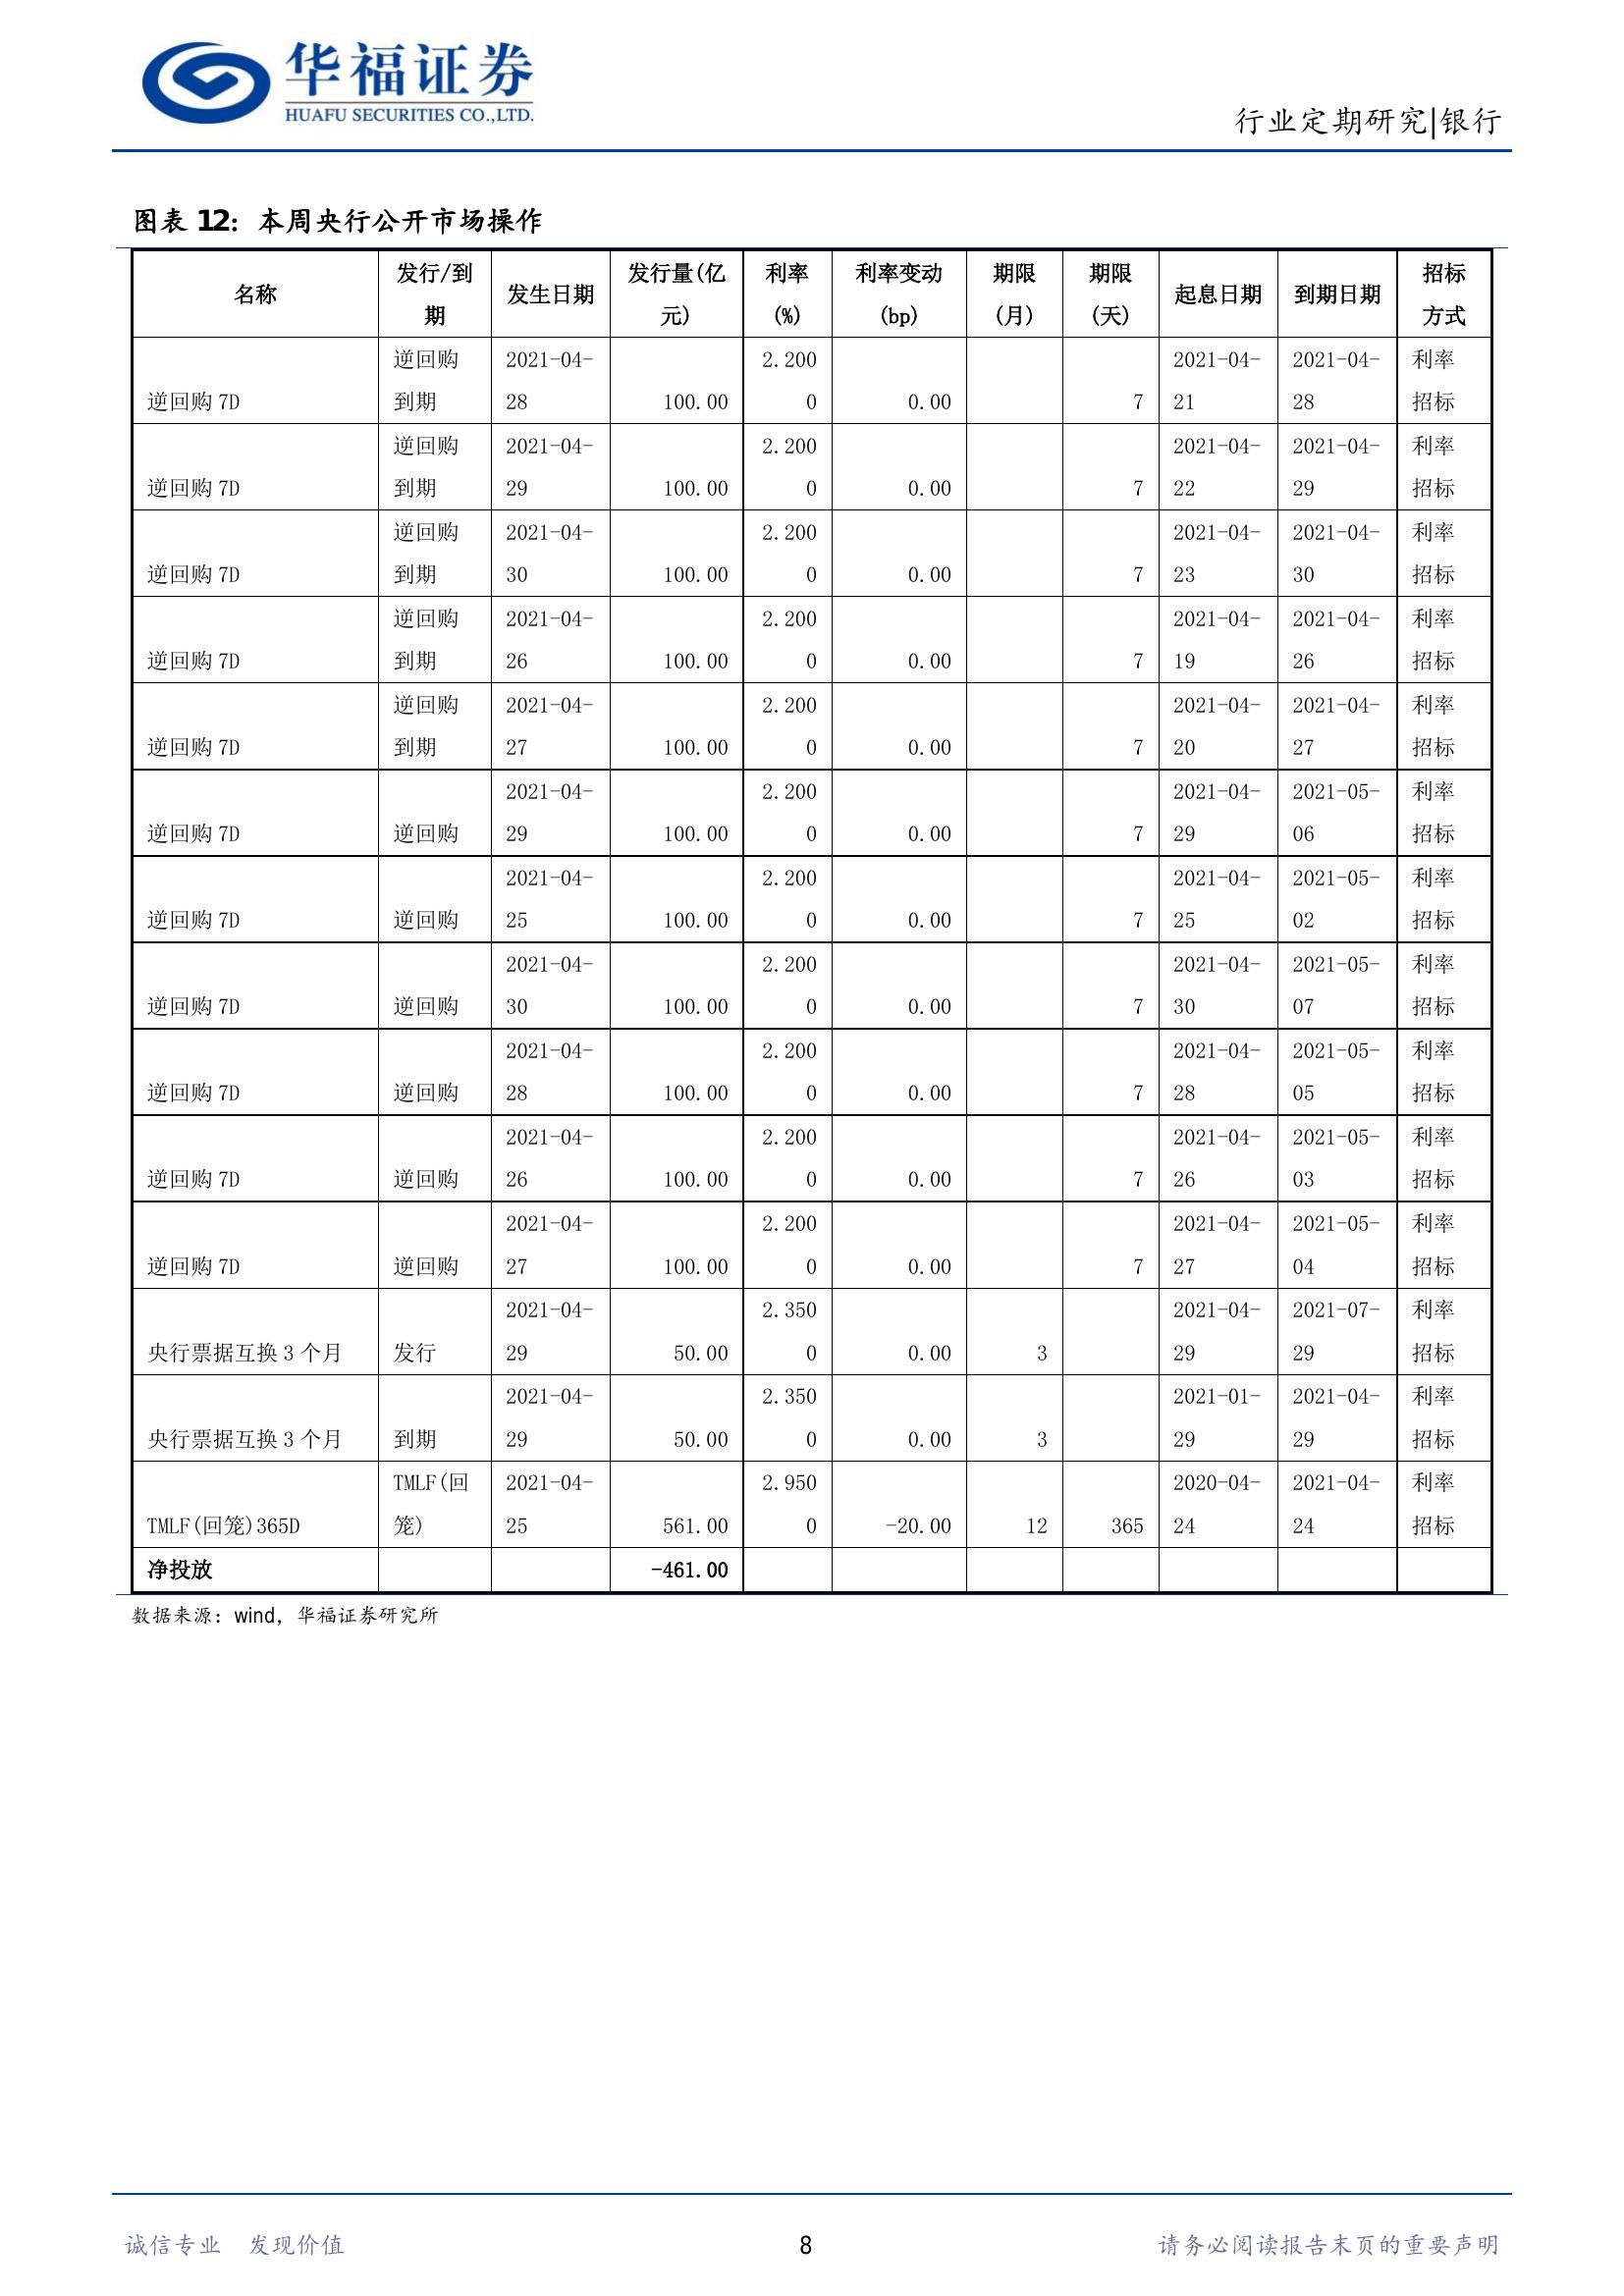 华福证券
HUAFU SECURITIES CO.,LTD.
行业定期研究|银行
图表 12：本周央行公开市场操作
名称 发行/到期 发生日期 发行量(亿元) 利率(%) 利率变动(bp) 期限(月) 期限(天) 起息日期 到期日期 招标方式
逆回购 7D 逆回购到期 2021-04-28 100.00 2.2000 0.00 7 2021-04-21 2021-04-28 利率招标
逆回购 7D 逆回购到期 2021-04-29 100.00 2.2000 0.00 7 2021-04-22 2021-04-29 利率招标
逆回购 7D 逆回购到期 2021-04-30 100.00 2.2000 0.00 7 2021-04-23 2021-04-30 利率招标
逆回购 7D 逆回购到期 2021-04-26 100.00 2.2000 0.00 7 2021-04-19 2021-04-26 利率招标
逆回购 7D 逆回购到期 2021-04-27 100.00 2.2000 0.00 7 2021-04-20 2021-04-27 利率招标
逆回购 7D 逆回购 2021-04-29 100.00 2.2000 0.00 7 2021-04-29 2021-05-06 利率招标
逆回购 7D 逆回购 2021-04-25 100.00 2.2000 0.00 7 2021-04-25 2021-05-02 利率招标
逆回购 7D 逆回购 2021-04-30 100.00 2.2000 0.00 7 2021-04-30 2021-05-07 利率招标
逆回购 7D 逆回购 2021-04-28 100.00 2.2000 0.00 7 2021-04-28 2021-05-05 利率招标
逆回购 7D 逆回购 2021-04-26 100.00 2.2000 0.00 7 2021-04-26 2021-05-03 利率招标
逆回购 7D 逆回购 2021-04-27 100.00 2.2000 0.00 7 2021-04-27 2021-05-04 利率招标
央行票据互换 3 个月 发行 2021-04-29 50.00 2.3500 0.00 3 2021-04-29 2021-07-29 利率招标
央行票据互换 3 个月 到期 2021-04-29 50.00 2.3500 0.00 3 2021-01-29 2021-04-29 利率招标
TMLF(回笼)365D TMLF(回笼) 2021-04-25 561.00 2.9500 -20.00 12 365 2020-04-24 2021-04-24 利率招标
净投放 -461.00
数据来源：wind，华福证券研究所
诚信专业 发现价值 8 请务必阅读报告末页的重要声明